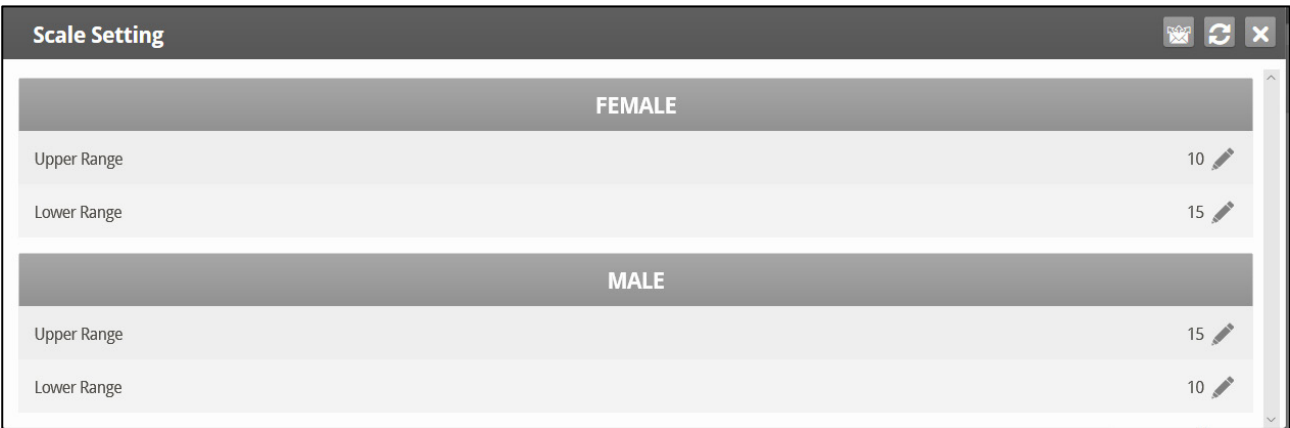 Scale Setting
FEMALE
Upper Range 10
Lower Range 15
MALE
Upper Range 15
Lower Range 10